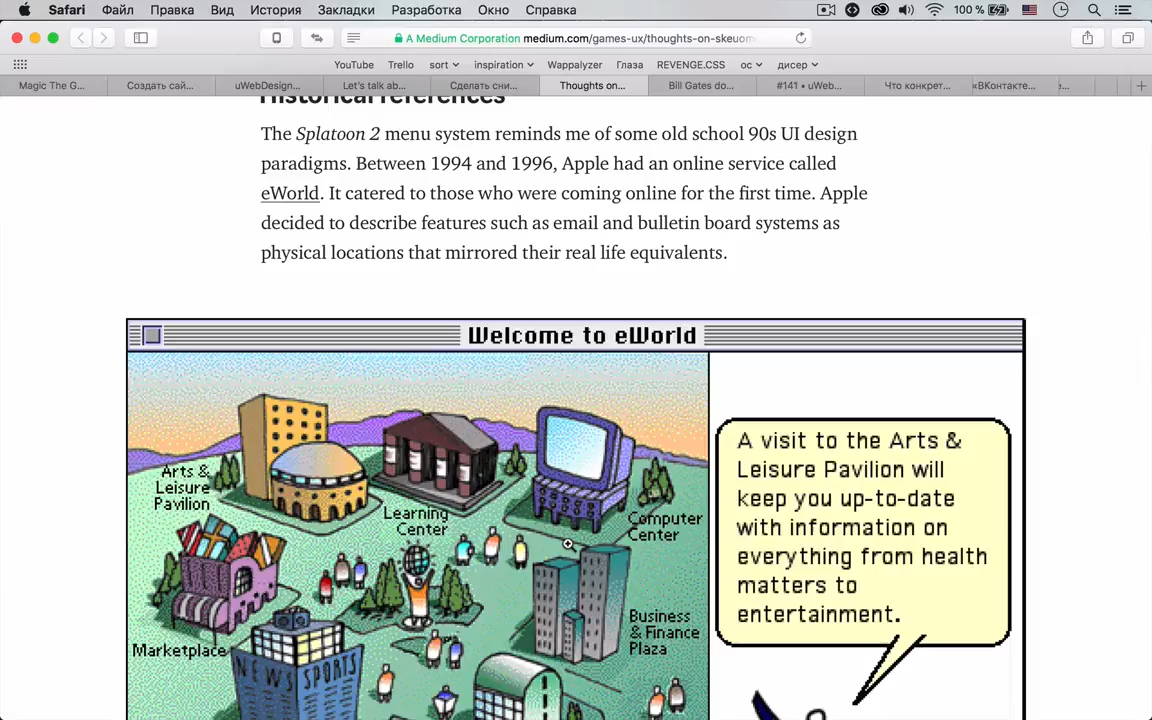 Safari Файл Правка Вид История Закладки Разработка Окно Справка 100 %
A Medium Corporation medium.com/games-ux/thoughts-on-skeuom
YouTube Trello sort inspiration Wappalyzer Глаза REVENGE.CSS ос дисер
Magic The G... Создать сай... uWebDesign... Let's talk ab... Сделать сни... Thoughts on... Bill Gates do... #141 • uWeb... Что конкрет... «ВКонтакте... е...
Historical references
The Splatoon 2 menu system reminds me of some old school 90s UI design
paradigms. Between 1994 and 1996, Apple had an online service called
eWorld. It catered to those who were coming online for the first time. Apple
decided to describe features such as email and bulletin board systems as
physical locations that mirrored their real life equivalents.
Welcome to eWorld
Arts &
Leisure
Pavilion
Learning
Center
Computer
Center
Business
& Finance
Plaza
Marketplace
NEWS SPORTS
A visit to the Arts &
Leisure Pavilion will
keep you up-to-date
with information on
everything from health
matters to
entertainment.